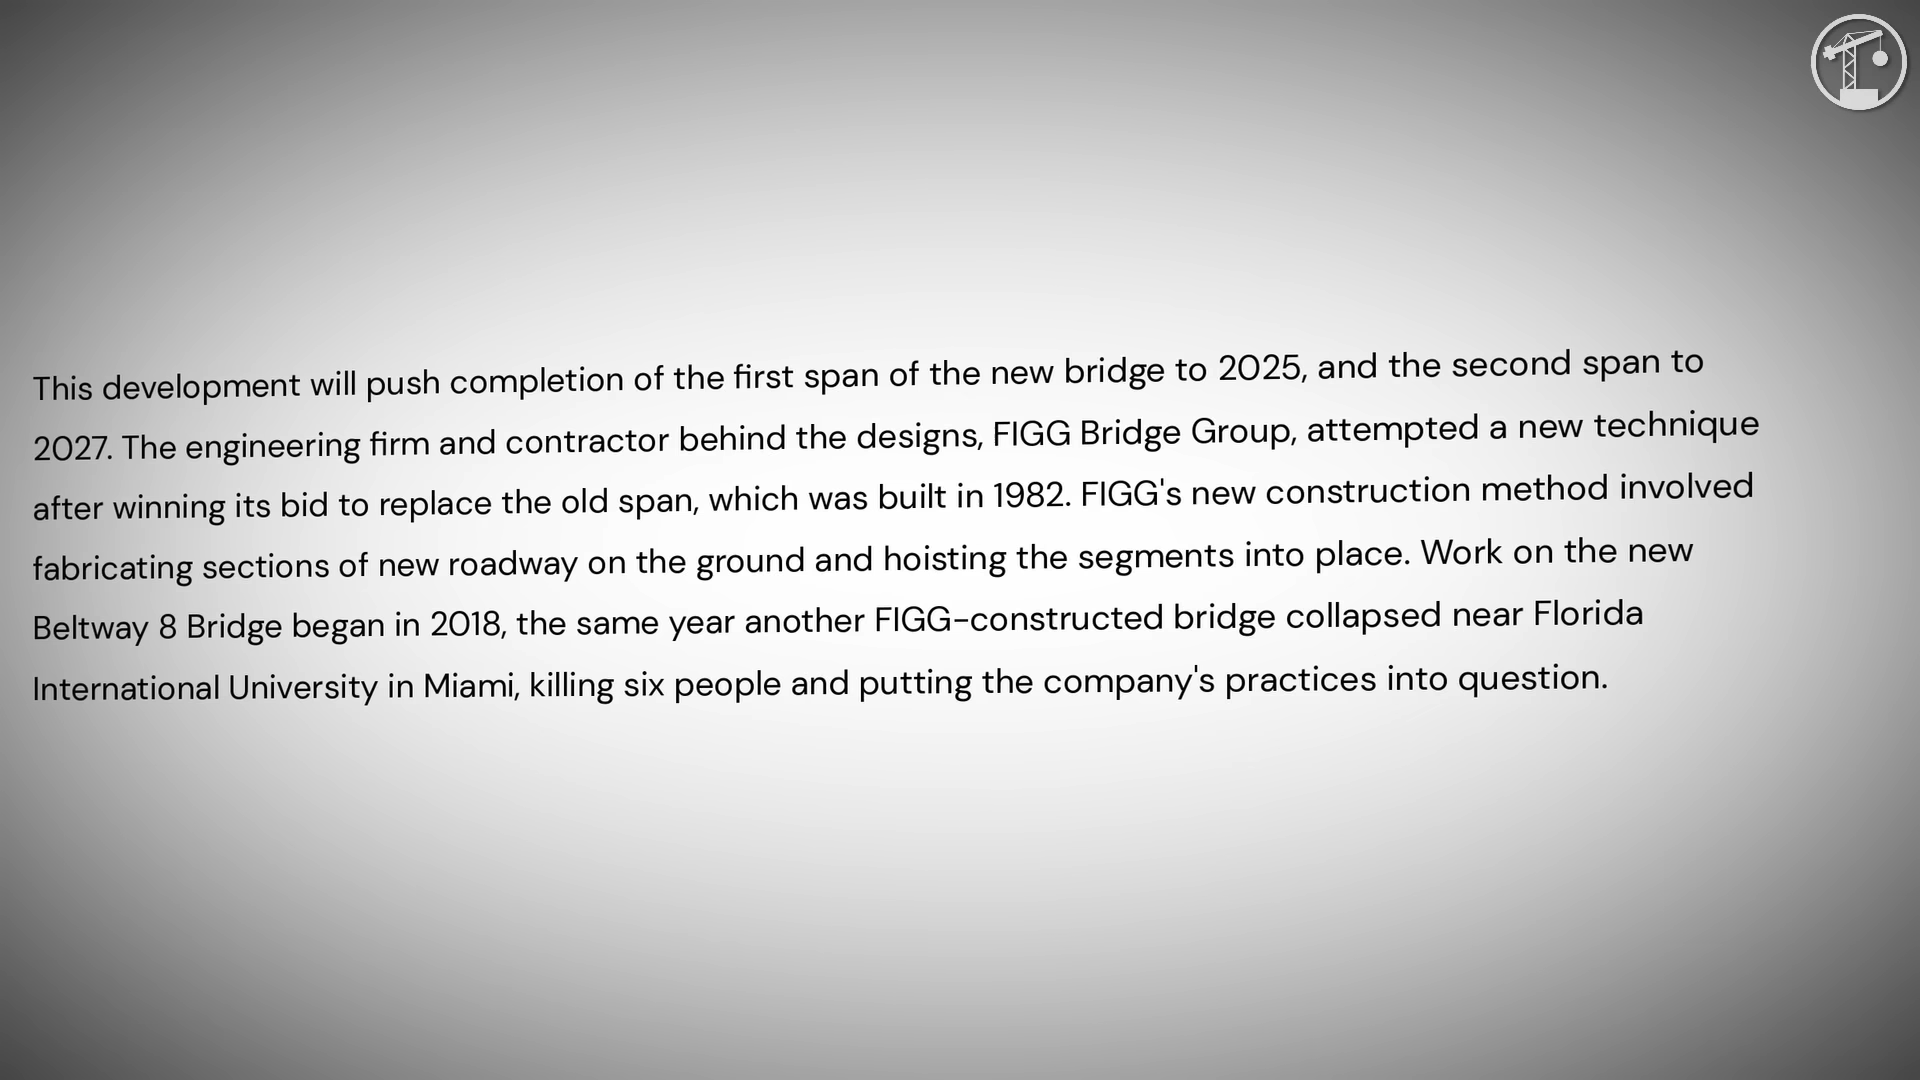 This development will push completion of the first span of the new bridge to 2025, and the second span to
2027. The engineering firm and contractor behind the designs, FIGG Bridge Group, attempted a new technique
after winning its bid to replace the old span, which was built in 1982. FIGG's new construction method involved
fabricating sections of new roadway on the ground and hoisting the segments into place. Work on the new
Beltway 8 Bridge began in 2018, the same year another FIGG-constructed bridge collapsed near Florida
International University in Miami, killing six people and putting the company's practices into question.